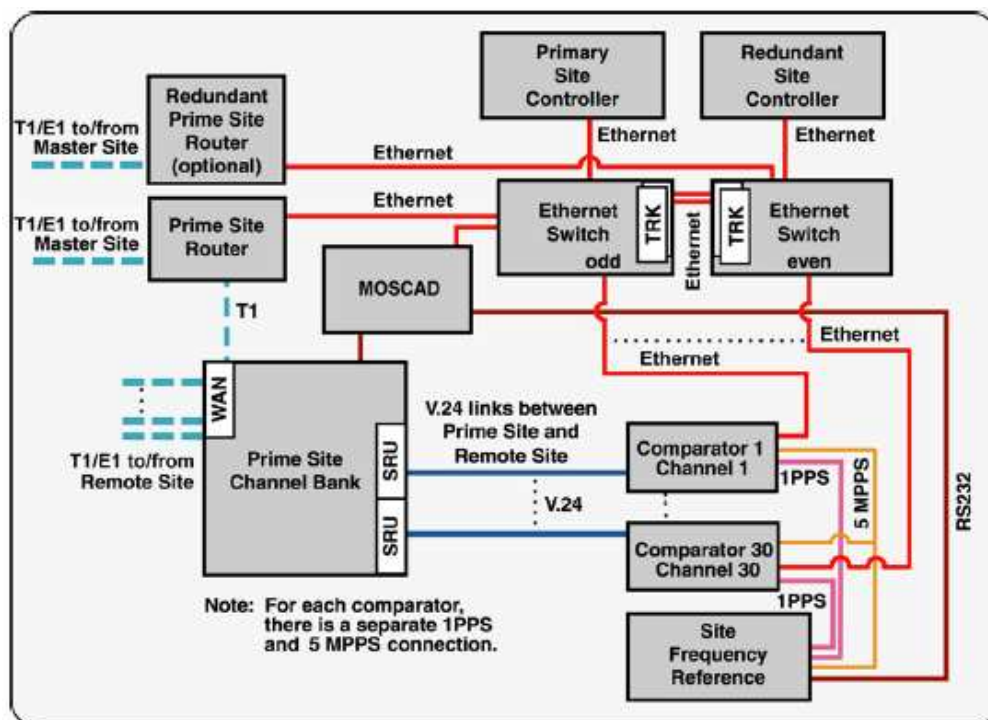 Primary
Site
Controller
Redundant
Site
Controller
Redundant
Prime Site
Router
(optional)
T1/E1 to/from
Master Site
Ethernet
Ethernet
Ethernet
Ethernet
T1/E1 to/from
Master Site
Prime Site
Router
Ethernet
Switch
odd
TRK
Ethernet
TRK
Ethernet
Switch
even
MOSCAD
T1
Ethernet
Ethernet
WAN
T1/E1 to/from
Remote Site
Prime Site
Channel Bank
SRU
SRU
V.24 links between
Prime Site and
Remote Site
V.24
Comparator 1
Channel 1
1PPS
5 MPPS
RS232
Comparator 30
Channel 30
1PPS
Note: For each comparator,
there is a separate 1PPS
and 5 MPPS connection.
Site
Frequency
Reference